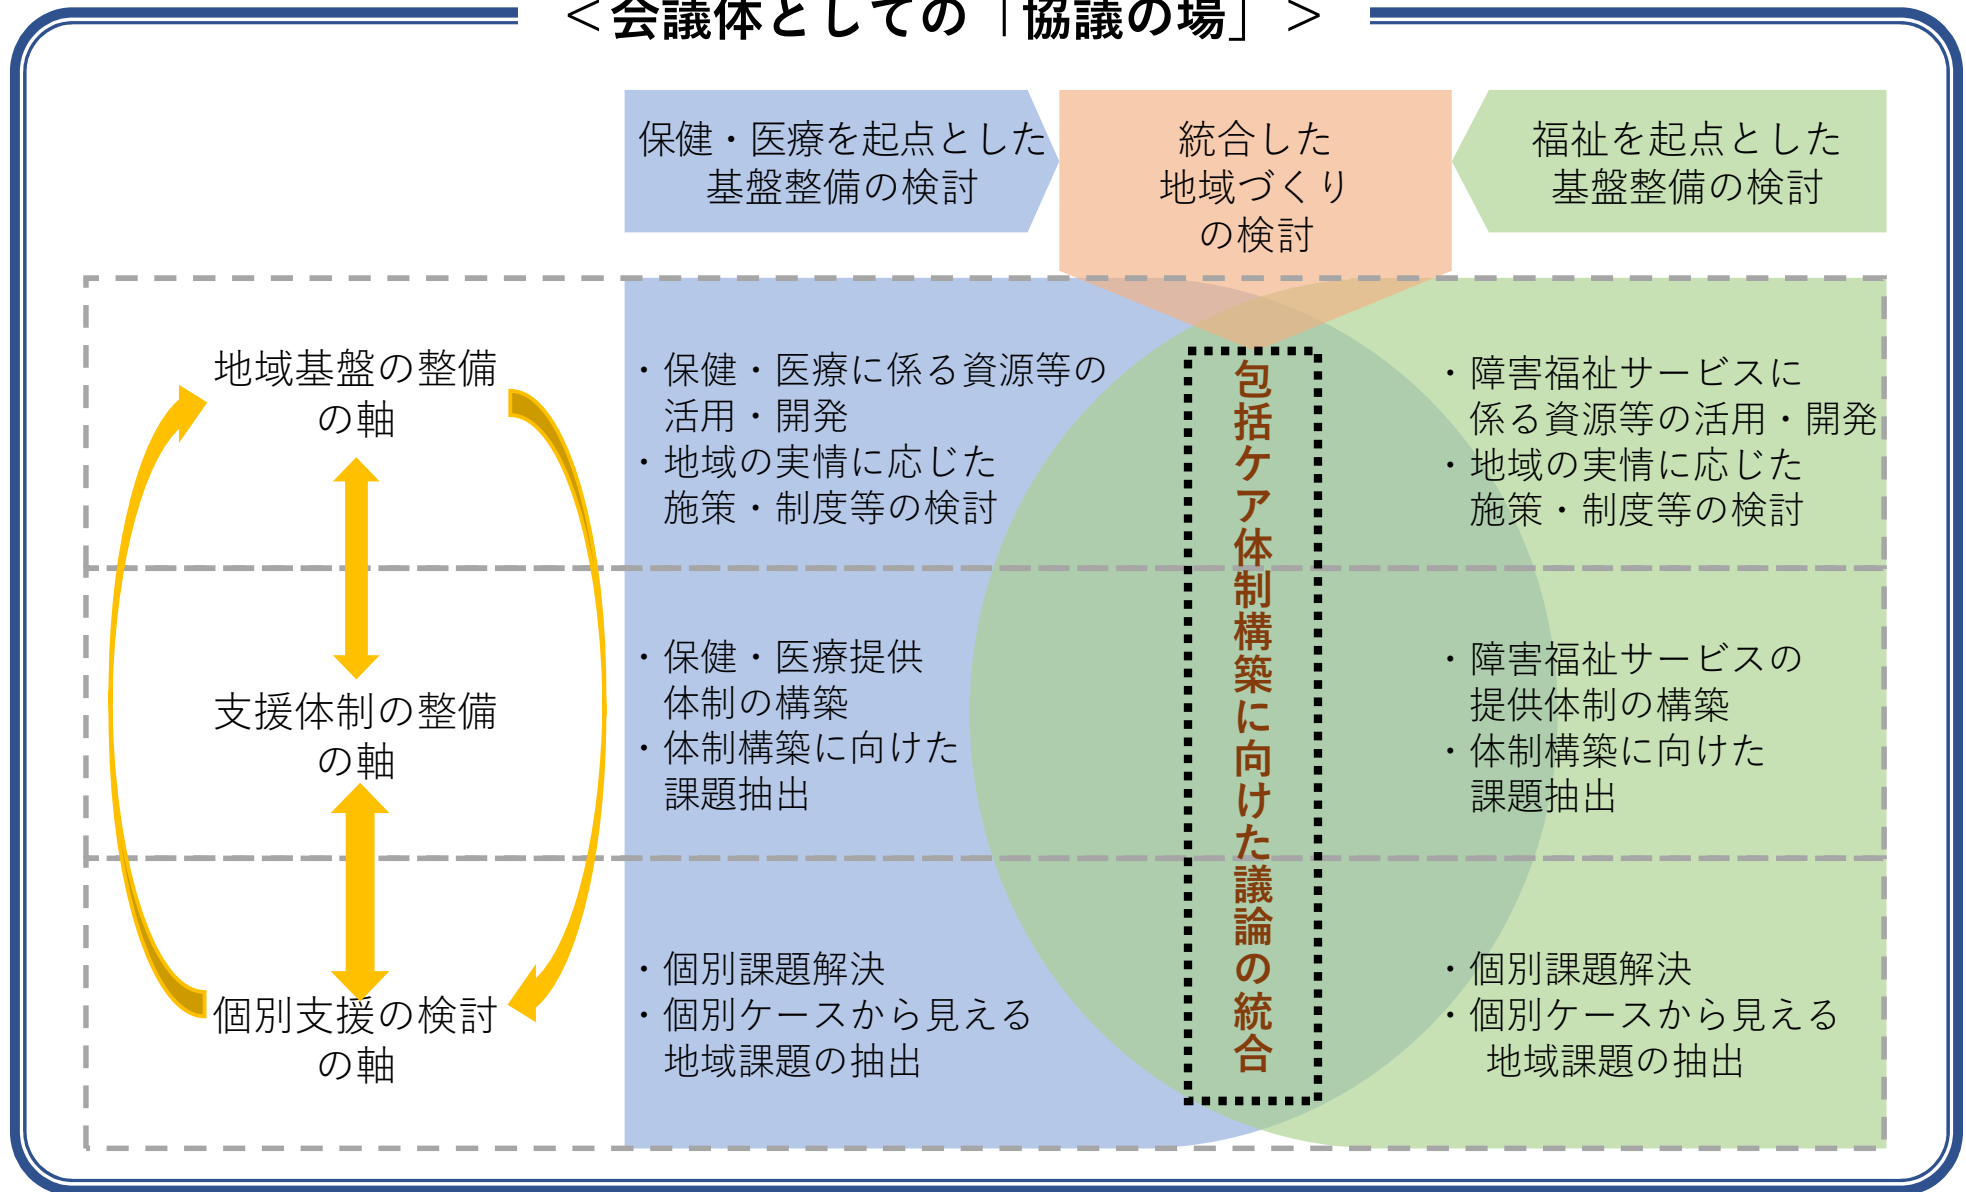 ＜会議体としての「協議の場」＞
保健・医療を起点とした
基盤整備の検討
統合した
地域づくり
の検討
福祉を起点とした
基盤整備の検討
地域基盤の整備
の軸
・保健・医療に係る資源等の
活用・開発
・地域の実情に応じた
施策・制度等の検討
・障害福祉サービスに
係る資源等の活用・開発
・地域の実情に応じた
施策・制度等の検討
包括ケア体制構築に向けた議論の統合
支援体制の整備
の軸
・保健・医療提供
体制の構築
・体制構築に向けた
課題抽出
・障害福祉サービスの
提供体制の構築
・体制構築に向けた
課題抽出
個別支援の検討
の軸
・個別課題解決
・個別ケースから見える
地域課題の抽出
・個別課題解決
・個別ケースから見える
地域課題の抽出